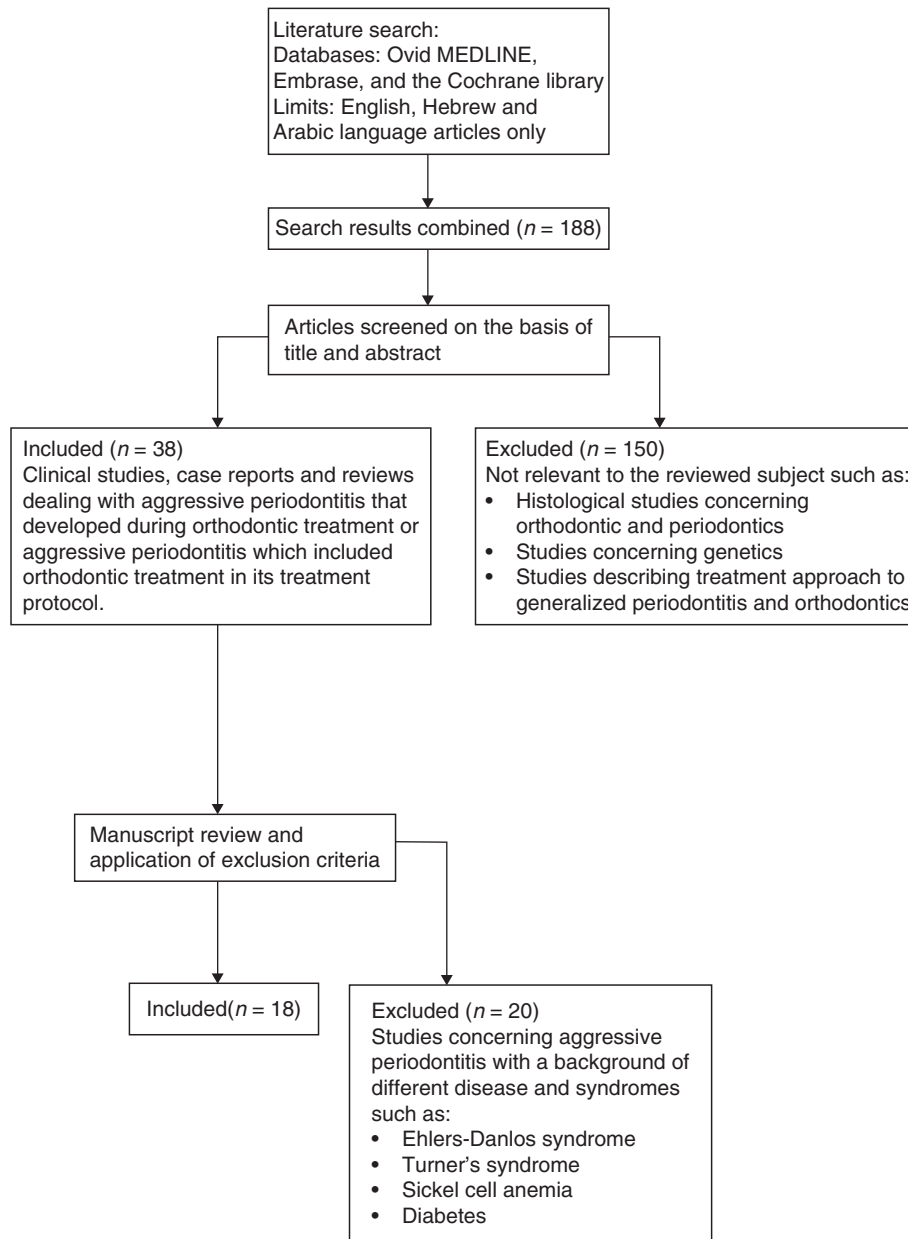 Literature search:
Databases: Ovid MEDLINE,
Embrase, and the Cochrane library
Limits: English, Hebrew and
Arabic language articles only
Search results combined (n = 188)
Articles screened on the basis of
title and abstract
Included (n = 38)
Clinical studies, case reports and reviews
dealing with aggressive periodontitis that
developed during orthodontic treatment or
aggressive periodontitis which included
orthodontic treatment in its treatment
protocol.
Excluded (n = 150)
Not relevant to the reviewed subject such as:
• Histological studies concerning
orthodontic and periodontics
• Studies concerning genetics
• Studies describing treatment approach to
generalized periodontitis and orthodontics
Manuscript review and
application of exclusion criteria
Included(n = 18)
Excluded (n = 20)
Studies concerning aggressive
periodontitis with a background of
different disease and syndromes
such as:
• Ehlers-Danlos syndrome
• Turner’s syndrome
• Sickel cell anemia
• Diabetes